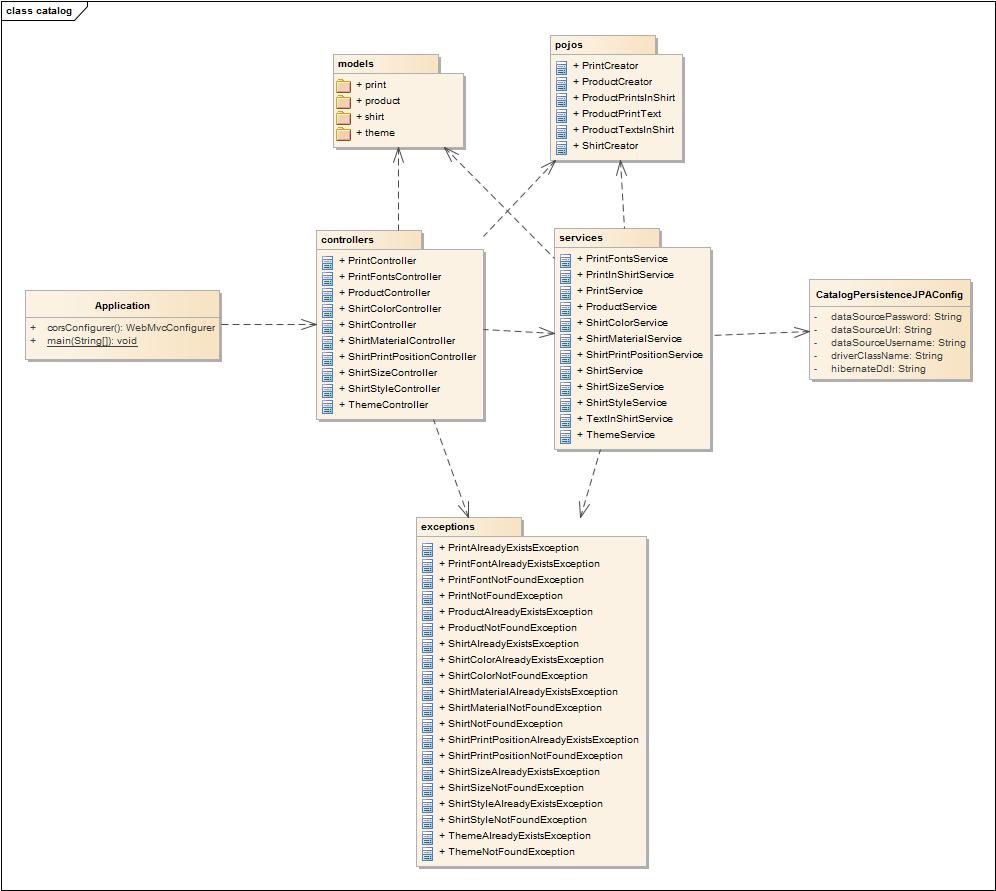 class catalog
models
+ print
+ product
+ shirt
+ theme
pojos
+ PrintCreator
+ ProductCreator
+ ProductPrintsInShirt
+ ProductPrintText
+ ProductTextsInShirt
+ ShirtCreator
controllers
+ PrintController
+ PrintFontsController
+ ProductController
+ ShirtColorController
+ ShirtController
+ ShirtMaterialController
+ ShirtPrintPositionController
+ ShirtSizeController
+ ShirtStyleController
+ ThemeController
services
+ PrintFontsService
+ PrintInShirtService
+ PrintService
+ ProductService
+ ShirtColorService
+ ShirtMaterialService
+ ShirtPrintPositionService
+ ShirtService
+ ShirtSizeService
+ ShirtStyleService
+ TextInShirtService
+ ThemeService
Application
+ corsConfigurer(): WebMvcConfigurer
+ main(String[]): void
CatalogPersistenceJPAConfig
- dataSourcePassword: String
- dataSourceUrl: String
- dataSourceUsername: String
- driverClassName: String
- hibernateDdl: String
exceptions
+ PrintAlreadyExistsException
+ PrintFontAlreadyExistsException
+ PrintFontNotFoundException
+ PrintNotFoundException
+ ProductAlreadyExistsException
+ ProductNotFoundException
+ ShirtAlreadyExistsException
+ ShirtColorAlreadyExistsException
+ ShirtColorNotFoundException
+ ShirtMaterialAlreadyExistsException
+ ShirtMaterialNotFoundException
+ ShirtNotFoundException
+ ShirtPrintPositionAlreadyExistsException
+ ShirtPrintPositionNotFoundException
+ ShirtSizeAlreadyExistsException
+ ShirtSizeNotFoundException
+ ShirtStyleAlreadyExistsException
+ ShirtStyleNotFoundException
+ ThemeAlreadyExistsException
+ ThemeNotFoundException